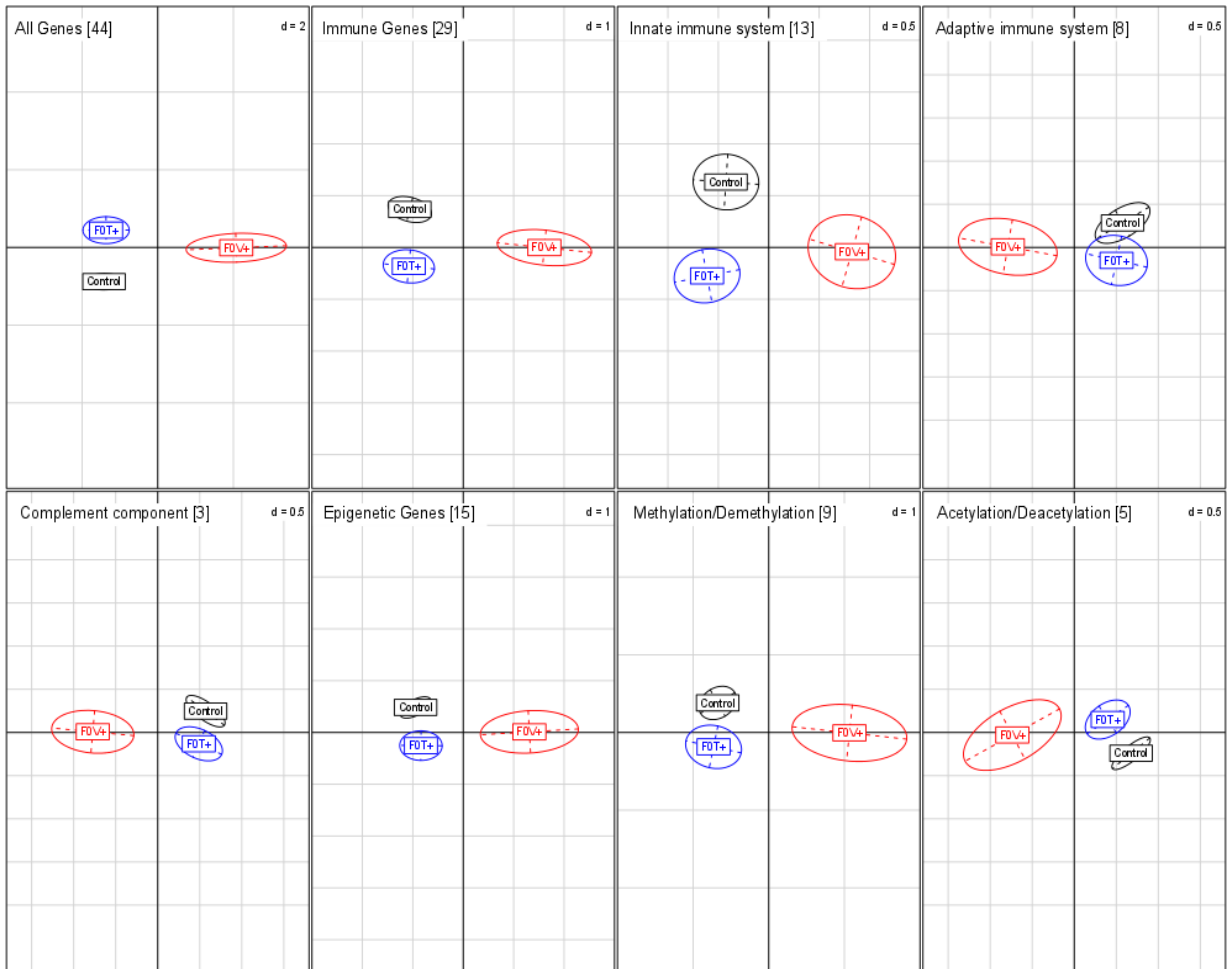 All Genes [44]
d = 2
F0T+
F0V+
Control
Immune Genes [29]
d = 1
Control
F0V+
F0T+
Innate immune system [13]
d = 0.5
Control
F0V+
F0T+
Adaptive immune system [8]
d = 0.5
Control
F0V+
F0T+
Complement component [3]
d = 0.5
Control
F0V+
F0T+
Epigenetic Genes [15]
d = 1
Control
F0V+
F0T+
Methylation/Demethylation [9]
d = 1
Control
F0V+
F0T+
Acetylation/Deacetylation [5]
d = 0.5
F0T+
F0V+
Control